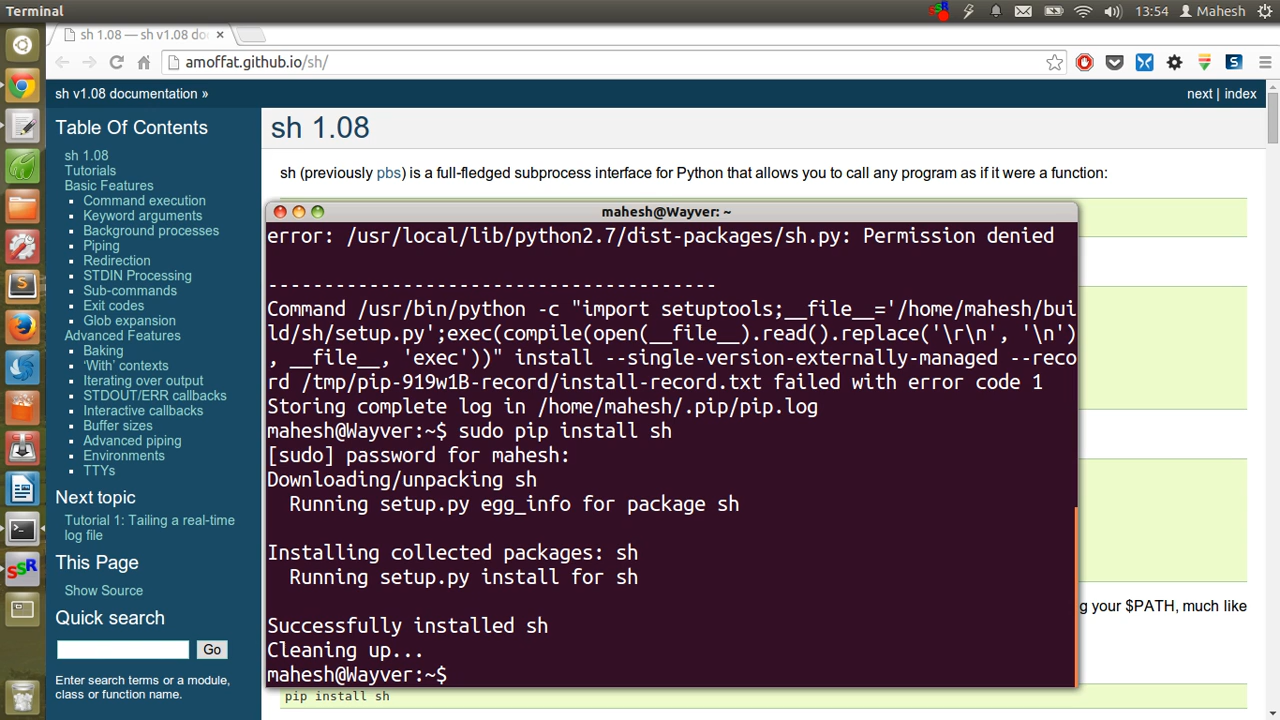 Terminal
13:54
Mahesh
sh 1.08 — sh v1.08 do
amoffat.github.io/sh/
sh v1.08 documentation »
next | index
Table Of Contents
sh 1.08
Tutorials
Basic Features
Command execution
Keyword arguments
Background processes
Piping
Redirection
STDIN Processing
Sub-commands
Exit codes
Glob expansion
Advanced Features
Baking
‘With’ contexts
Iterating over output
STDOUT/ERR callbacks
Interactive callbacks
Buffer sizes
Advanced piping
Environments
TTYs
Next topic
Tutorial 1: Tailing a real-time
log file
This Page
Show Source
Quick search
Go
Enter search terms or a module,
class or function name.
sh 1.08
sh (previously pbs) is a full-fledged subprocess interface for Python that allows you to call any program as if it were a function:
mahesh@Wayver: ~
error: /usr/local/lib/python2.7/dist-packages/sh.py: Permission denied
----------------------------------------
Command /usr/bin/python -c "import setuptools;__file__='/home/mahesh/bui
ld/sh/setup.py';exec(compile(open(__file__).read().replace('\r\n', '\n')
, __file__, 'exec'))" install --single-version-externally-managed --reco
rd /tmp/pip-919w1B-record/install-record.txt failed with error code 1
Storing complete log in /home/mahesh/.pip/pip.log
mahesh@Wayver:~$ sudo pip install sh
[sudo] password for mahesh:
Downloading/unpacking sh
Running setup.py egg_info for package sh
Installing collected packages: sh
Running setup.py install for sh
Successfully installed sh
Cleaning up...
mahesh@Wayver:~$
g your $PATH, much like
pip install sh